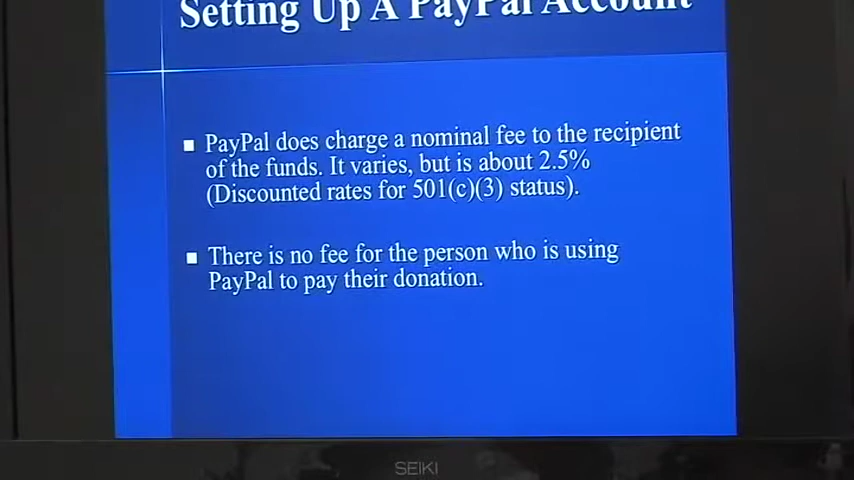 Setting Up A PayPal Account
PayPal does charge a nominal fee to the recipient
of the funds. It varies, but is about 2.5%
(Discounted rates for 501(c)(3) status).
There is no fee for the person who is using
PayPal to pay their donation.
SEIKI